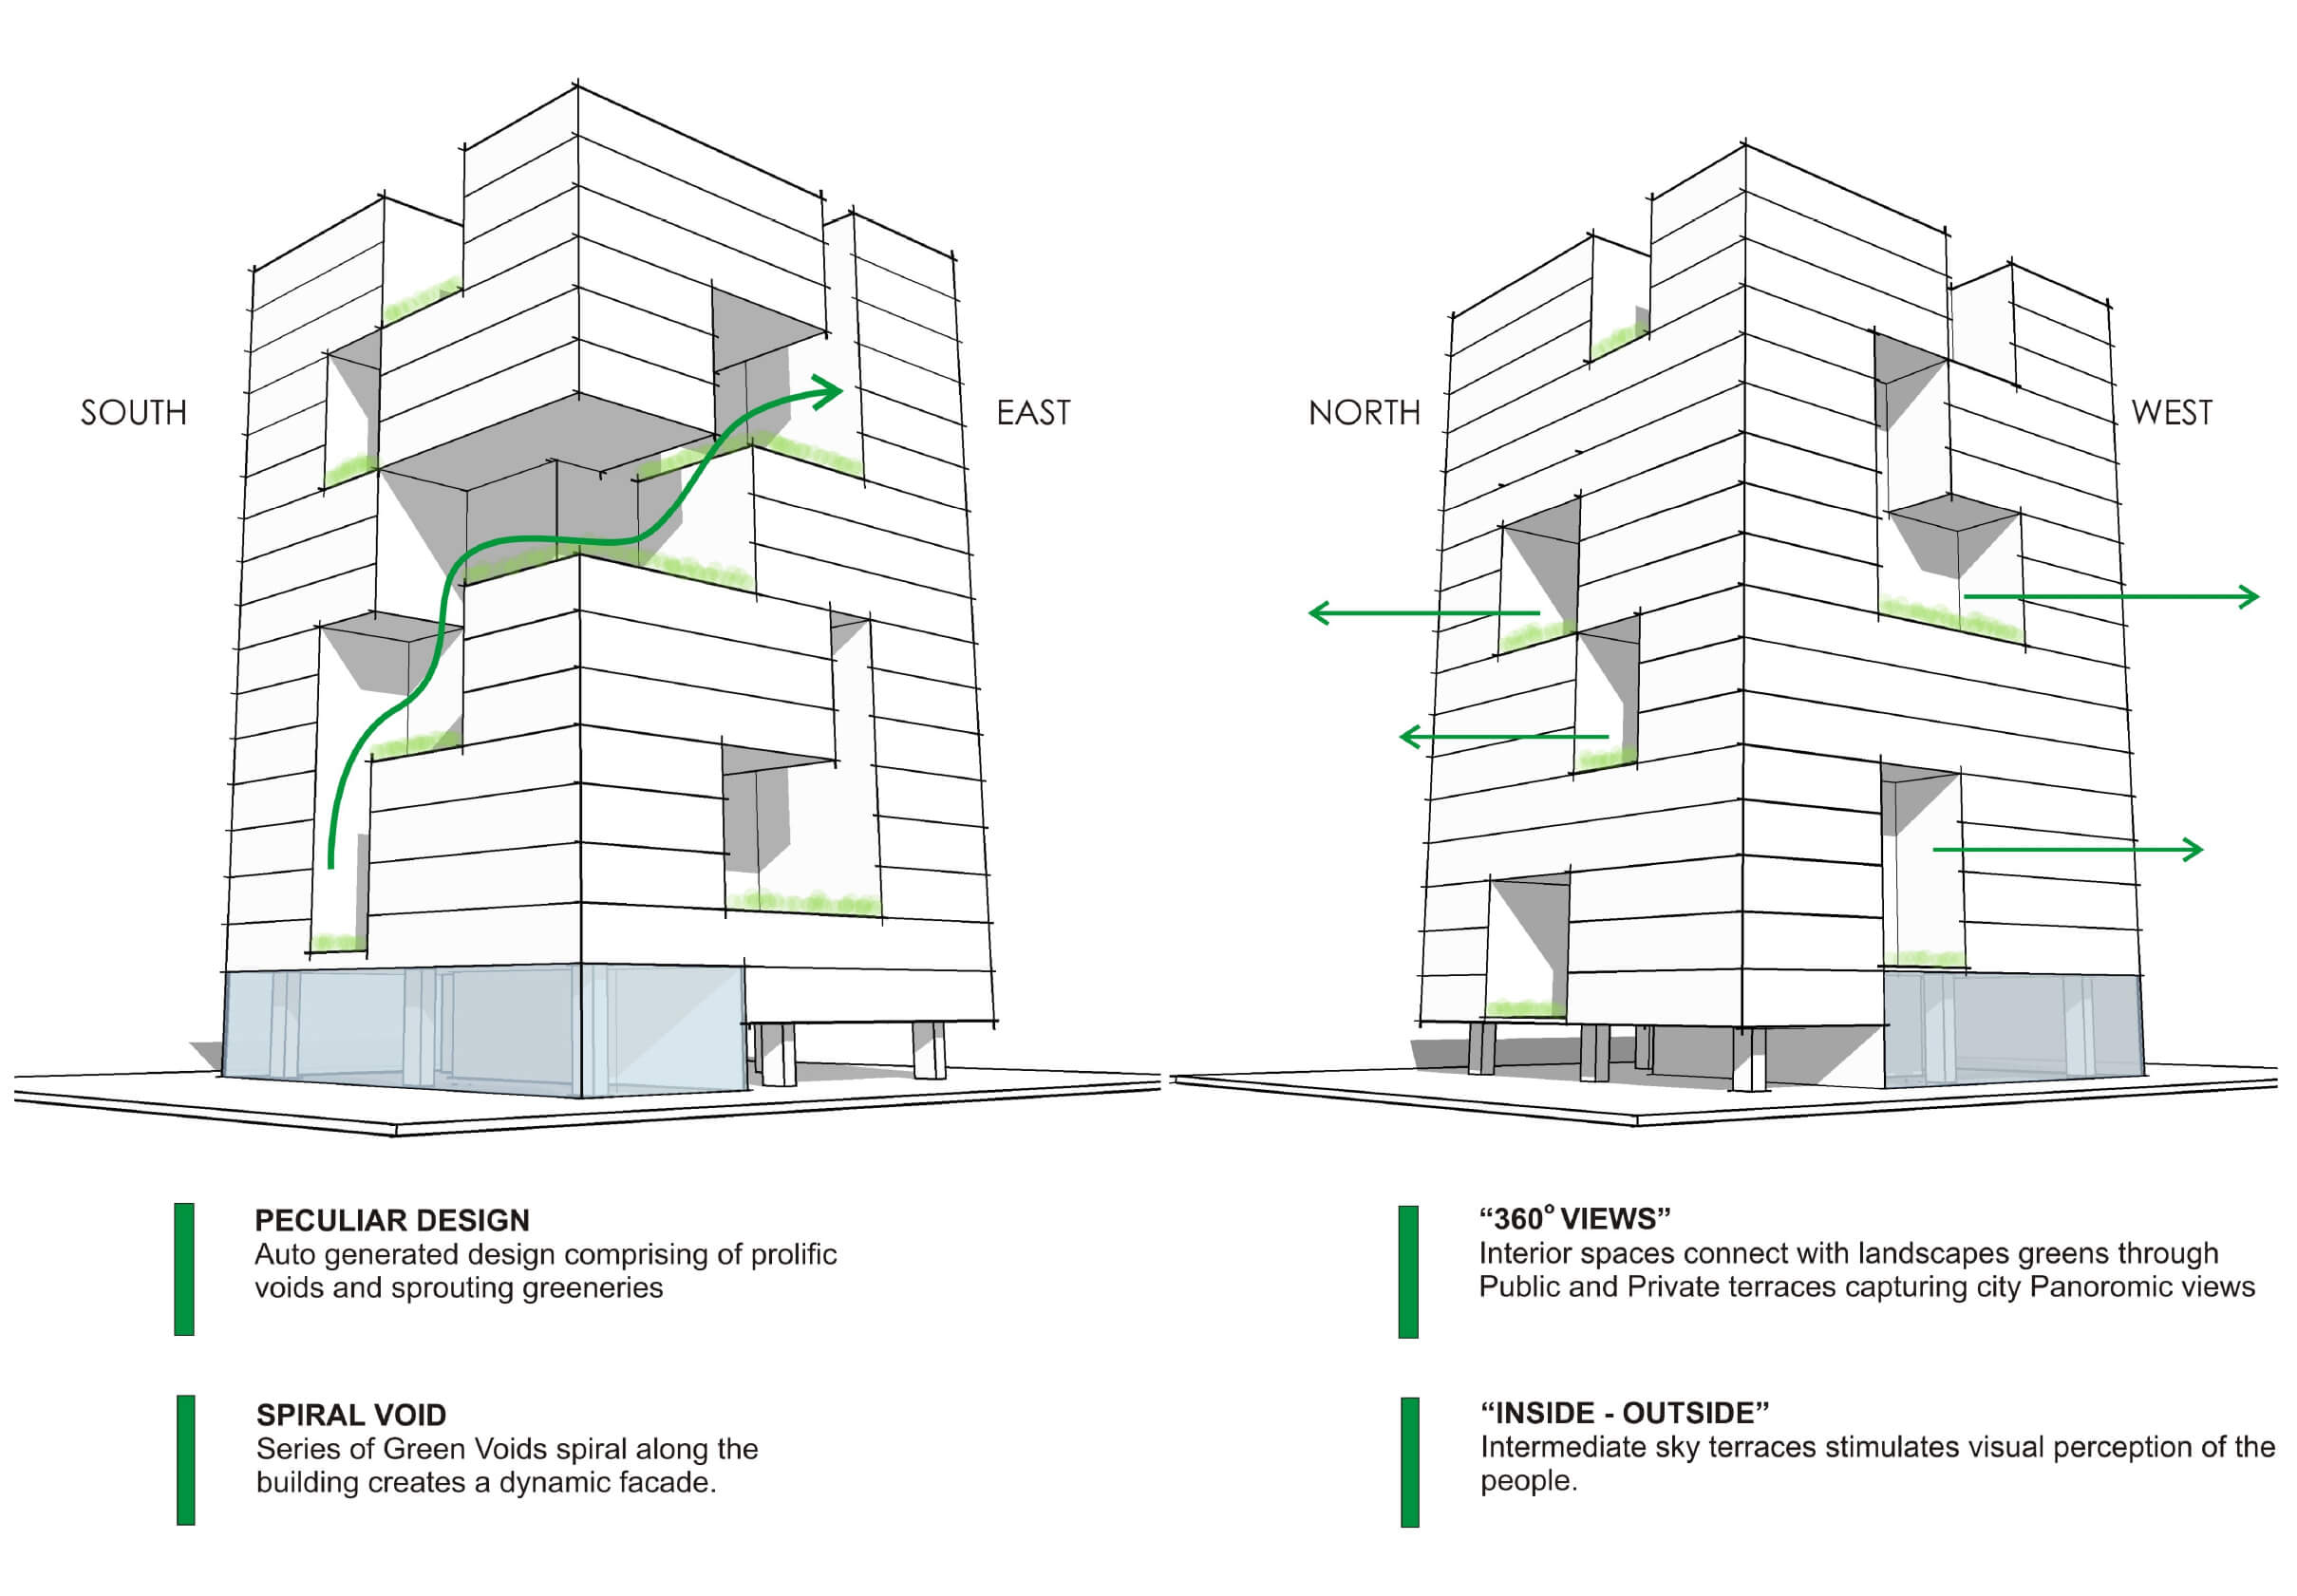 SOUTH
EAST
NORTH
WEST
PECULIAR DESIGN
Auto generated design comprising of prolific
voids and sprouting greeneries
SPIRAL VOID
Series of Green Voids spiral along the
building creates a dynamic facade.
“360° VIEWS”
Interior spaces connect with landscapes greens through
Public and Private terraces capturing city Panoromic views
“INSIDE - OUTSIDE”
Intermediate sky terraces stimulates visual perception of the
people.